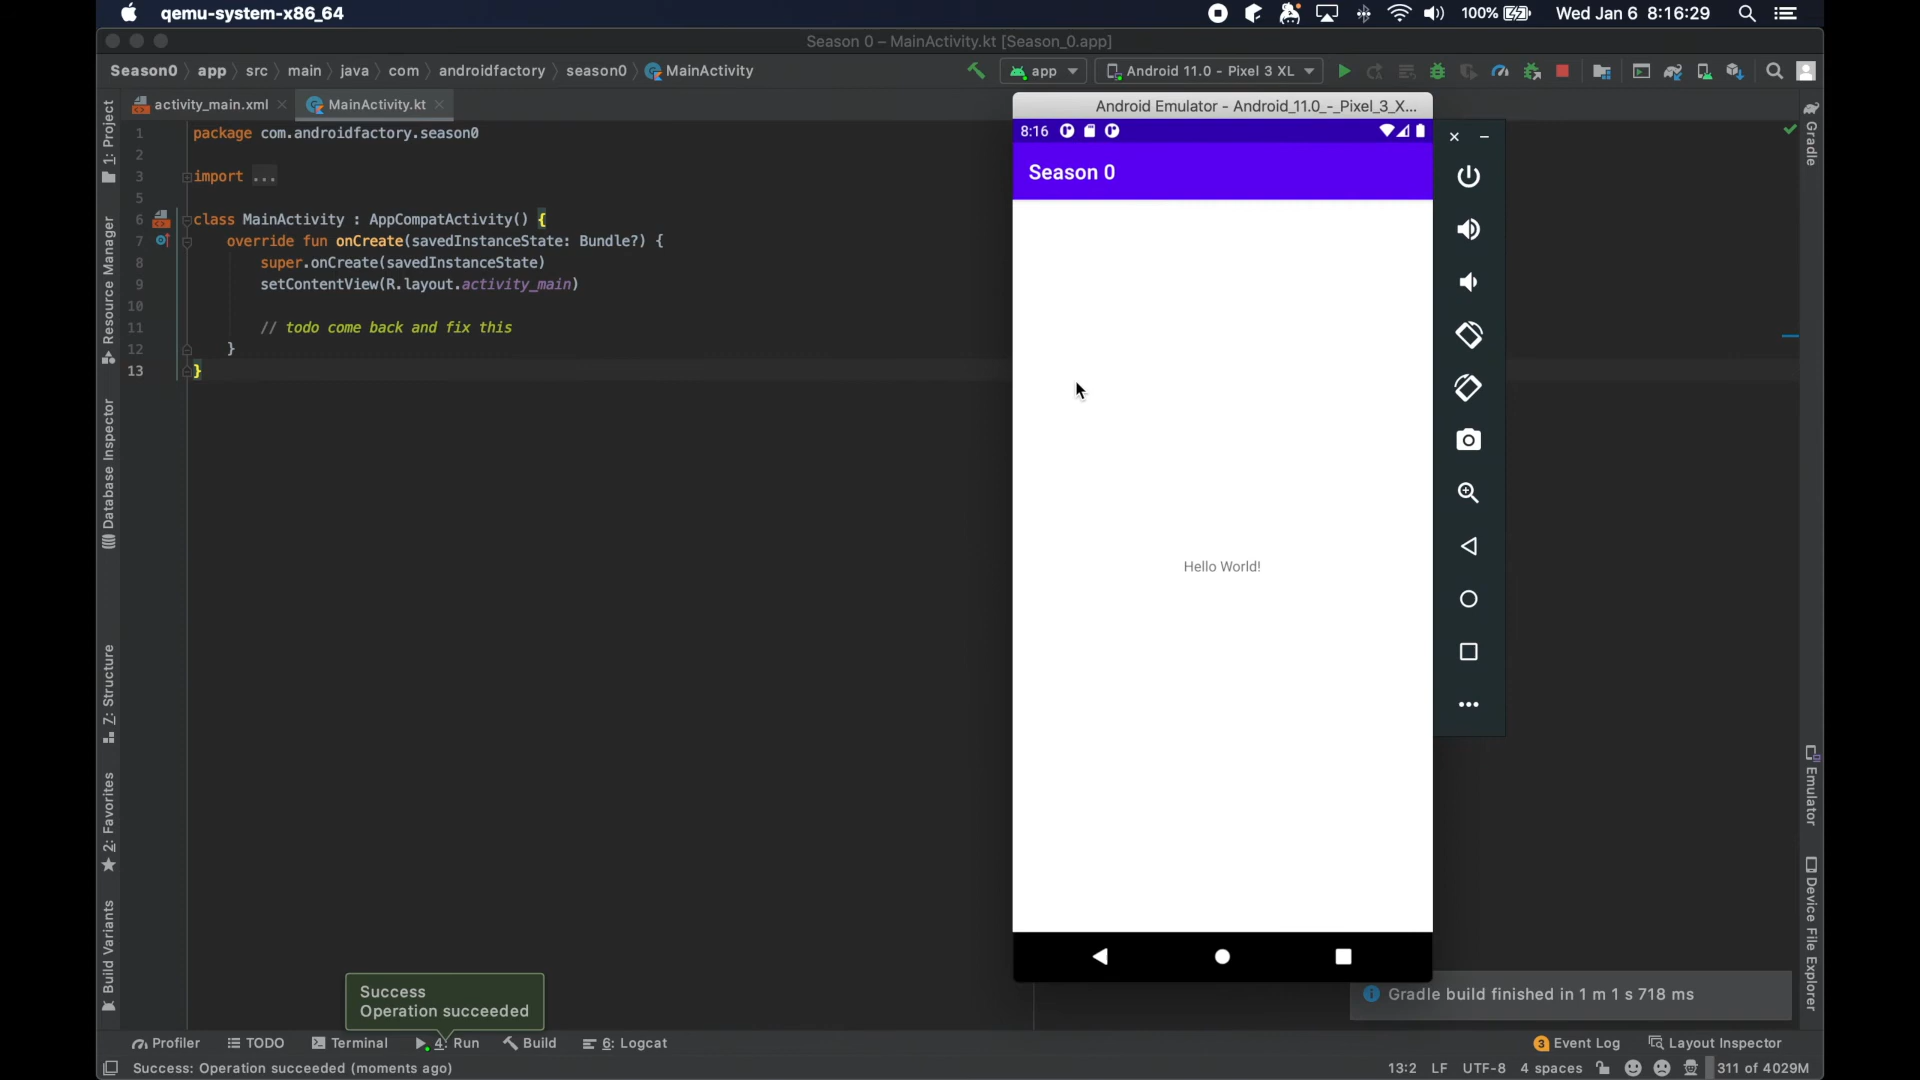 qemu-system-x86_64
100%
Wed Jan 6 8:16:29
Season 0 – MainActivity.kt [Season_0.app]
Season0 app src main java com androidfactory season0 MainActivity
app
Android 11.0 - Pixel 3 XL
activity_main.xml
MainActivity.kt
1 package com.androidfactory.season0
2
3 import ...
5
6 class MainActivity : AppCompatActivity() {
7 override fun onCreate(savedInstanceState: Bundle?) {
8 super.onCreate(savedInstanceState)
9 setContentView(R.layout.activity_main)
10
11 // todo come back and fix this
12 }
13 }
1: Project
Resource Manager
Database Inspector
Z: Structure
2: Favorites
Build Variants
Android Emulator - Android_11.0_-_Pixel_3_X...
8:16
Season 0
Hello World!
Gradle
Emulator
Device File Explorer
Success
Operation succeeded
Gradle build finished in 1 m 1 s 718 ms
Profiler
TODO
Terminal
4: Run
Build
6: Logcat
3 Event Log
Layout Inspector
Success: Operation succeeded (moments ago)
13:2 LF UTF-8 4 spaces 311 of 4029M